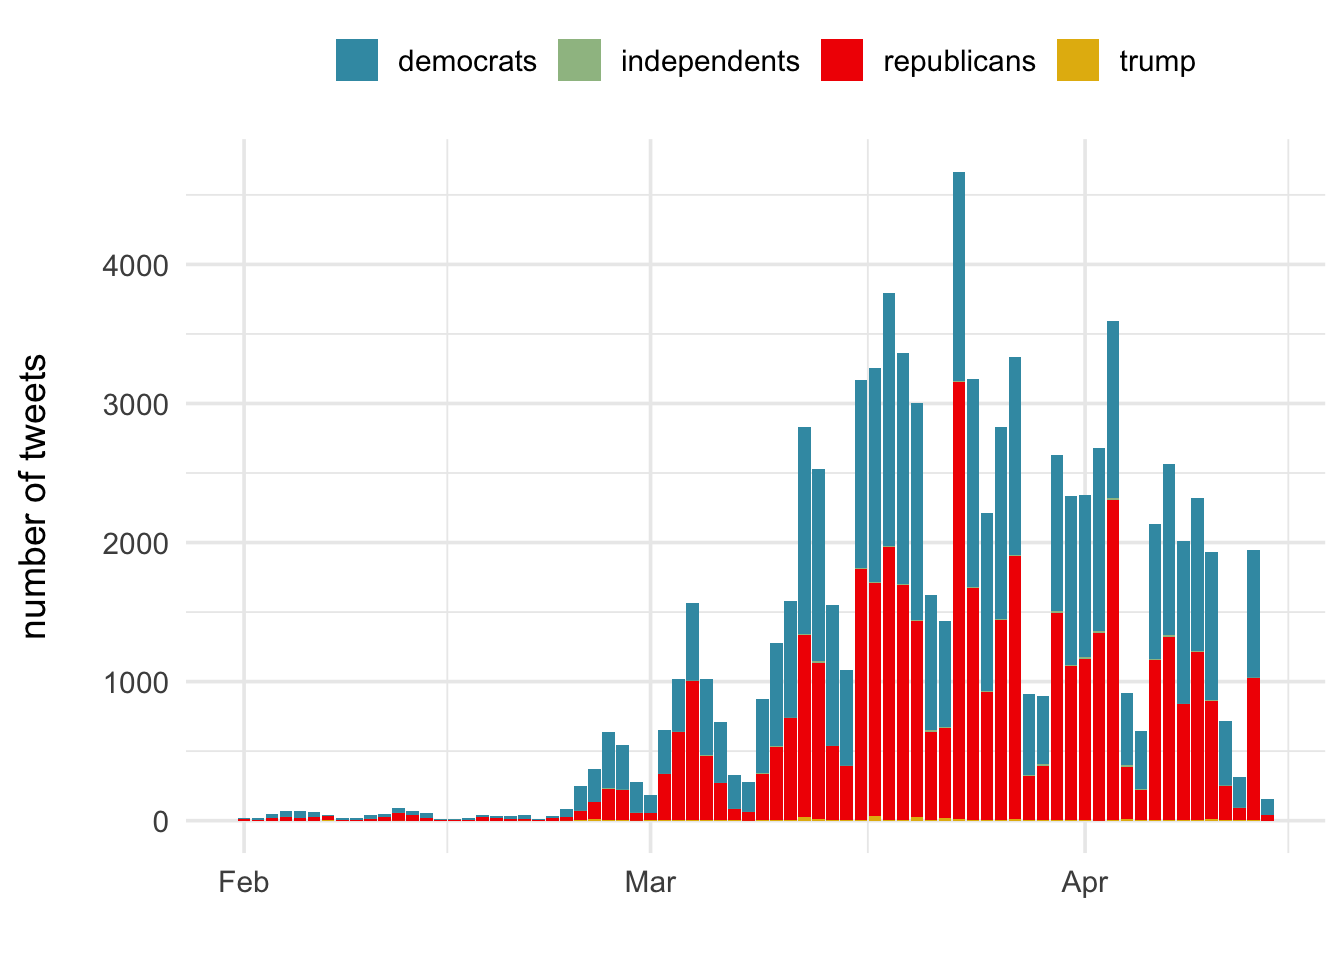 democrats independents republicans trump
number of tweets
4000
3000
2000
1000
0
Feb Mar Apr